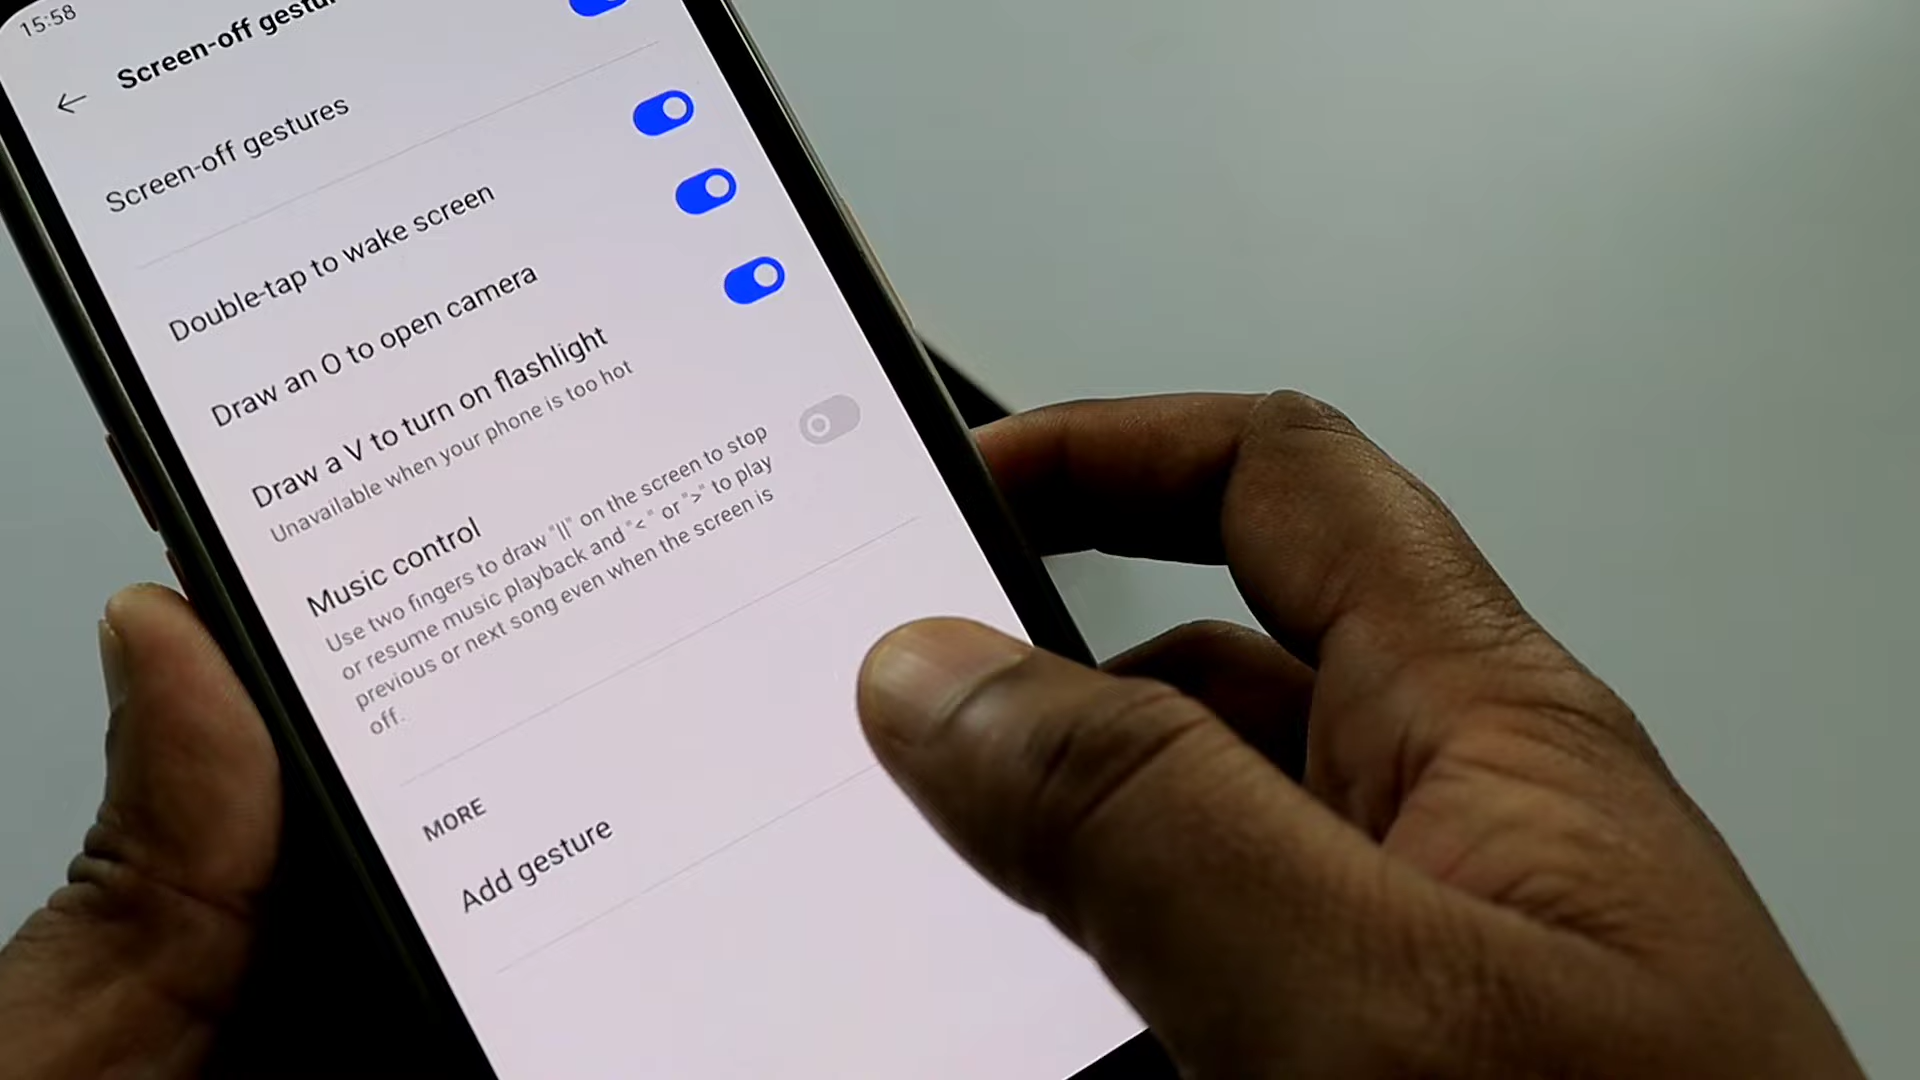 15:58
Screen-off gestur
Screen-off gestures
Double-tap to wake screen
Draw an O to open camera
Draw a V to turn on flashlight
Unavailable when your phone is too hot
Music control
Use two fingers to draw "||" on the screen to stop
or resume music playback and "<" or ">" to play
previous or next song even when the screen is
off.
MORE
Add gesture